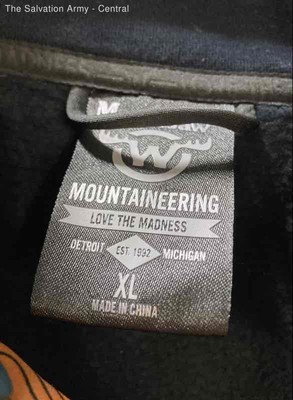 The Salvation Army - Central
W
MOUNTAINEERING
LOVE THE MADNESS
DETROIT EST. 1992 MICHIGAN
XL
MADE IN CHINA